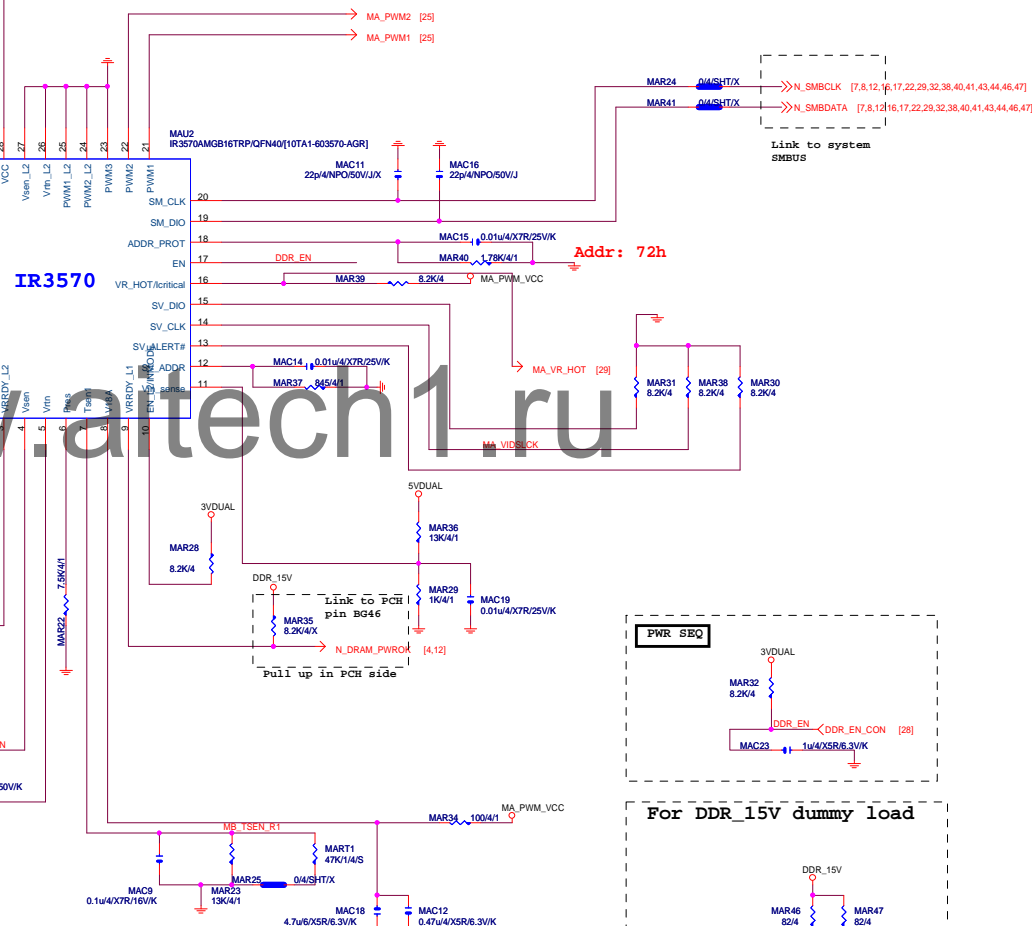 MA_PWM2 [25]
MA_PWM1 [25]
MAR24 0/4/SHT/X
N_SMBCLK [7,8,12,16,17,22,29,32,38,40,41,43,44,46,47]
MAR41 0/4/SHT/X
N_SMBDATA [7,8,12,16,17,22,29,32,38,40,41,43,44,46,47]
Link to system
SMBUS
MAU2
IR3570AMGB16TRP/QFN40/[10TA1-603570-AGR]
28 27 26 25 24 23 22 21
VCC
Vsen_L2
Vrtn_L2
PWM1_L2
PWM2_L2
PWM3
PWM2
PWM1
MAC11
22p/4/NPO/50V/J/X
MAC16
22p/4/NPO/50V/J
SM_CLK 20
SM_DIO 19
ADDR_PROT 18
EN 17
VR_HOT/Icritical 16
SV_DIO 15
SV_CLK 14
SV_ALERT# 13
12
11
MAC15 0.01u/4/X7R/25V/K
MAR40 1.78K/4/1
Addr: 72h
DDR_EN
IR3570
MAR39 8.2K/4
MA_PWM_VCC
MAC14 0.01u/4/X7R/25V/K
MAR37 845/4/1
MA_VR_HOT [29]
MAR31
8.2K/4
MAR38
8.2K/4
MAR30
8.2K/4
VRRDY_L2
Vsen
Vrtn
Rres
Tsen1
V18A
VRRDY_L1
3 4 5 6 7 8 9 10
www.aitech1.ru
MA_VIDSLCK
5VDUAL
3VDUAL
MAR36
13K/4/1
MAR28
8.2K/4
MAR29
1K/4/1
MAC19
0.01u/4/X7R/25V/K
MAR22 7.5K/4/1
DDR_15V
Link to PCH
pin BG46
MAR35
8.2K/4/X
N_DRAM_PWROK [4,12]
Pull up in PCH side
PWR SEQ
3VDUAL
MAR32
8.2K/4
DDR_EN
DDR_EN_CON [28]
MAC23 1u/4/X5R/6.3V/K
N
50V/K
MA_PWM_VCC
MAR34 100/4/1
MB_TSEN_R1
MART1
47K/1/4/S
MAR25 0/4/SHT/X
MAC9
0.1u/4/X7R/16V/K
MAR23
13K/4/1
MAC18
4.7u/6/X5R/6.3V/K
MAC12
0.47u/4/X5R/6.3V/K
For DDR_15V dummy load
DDR_15V
MAR46
82/4
MAR47
82/4